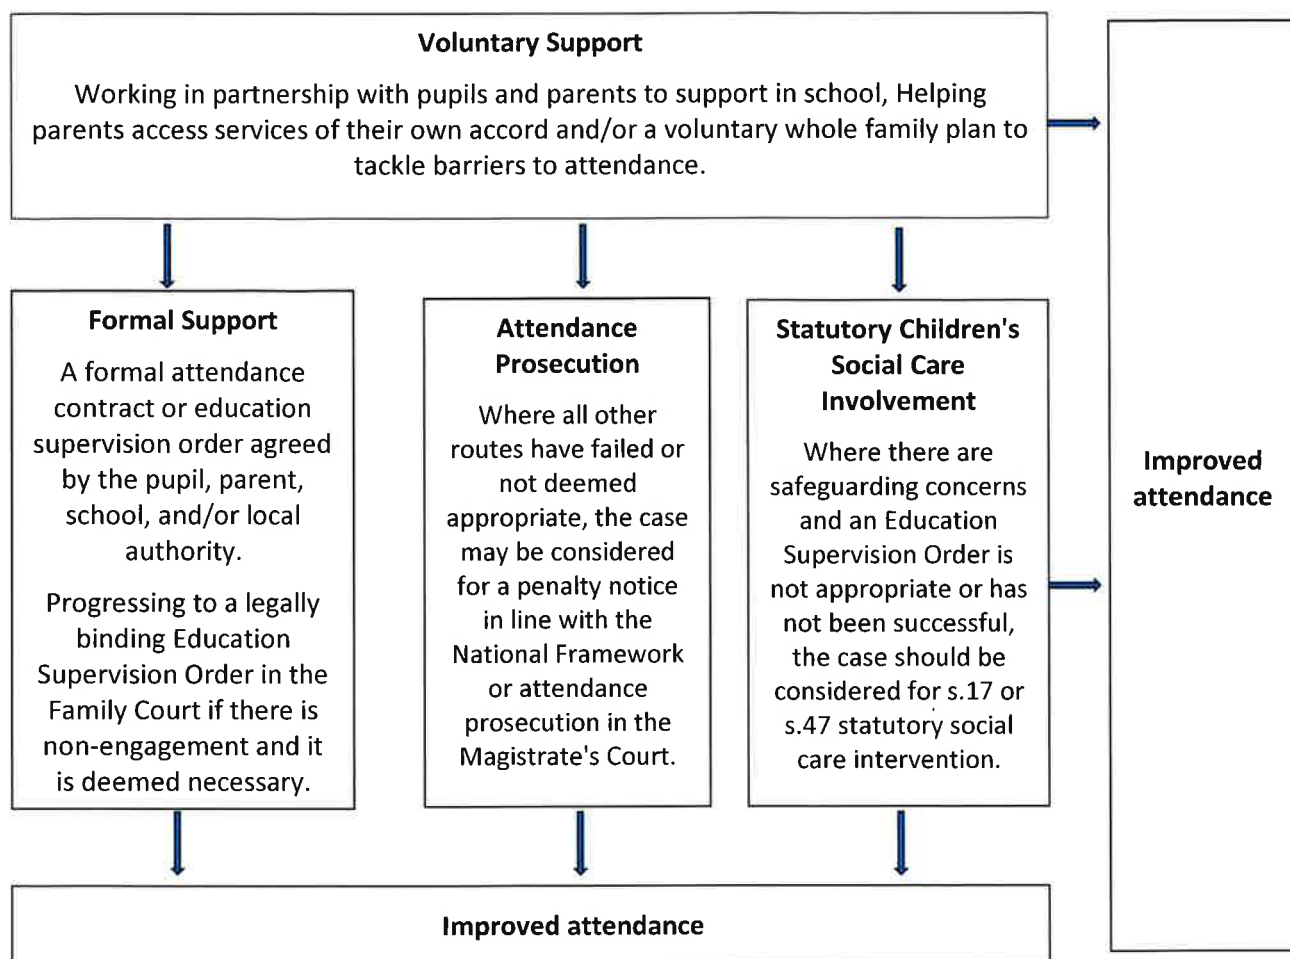 Voluntary Support
Working in partnership with pupils and parents to support in school, Helping
parents access services of their own accord and/or a voluntary whole family plan to
tackle barriers to attendance.
Formal Support
A formal attendance
contract or education
supervision order agreed
by the pupil, parent,
school, and/or local
authority.
Progressing to a legally
binding Education
Supervision Order in the
Family Court if there is
non-engagement and it
is deemed necessary.
Attendance
Prosecution
Where all other
routes have failed or
not deemed
appropriate, the case
may be considered
for a penalty notice
in line with the
National Framework
or attendance
prosecution in the
Magistrate's Court.
Statutory Children's
Social Care
Involvement
Where there are
safeguarding concerns
and an Education
Supervision Order is
not appropriate or has
not been successful,
the case should be
considered for s.17 or
s.47 statutory social
care intervention.
Improved
attendance
Improved attendance